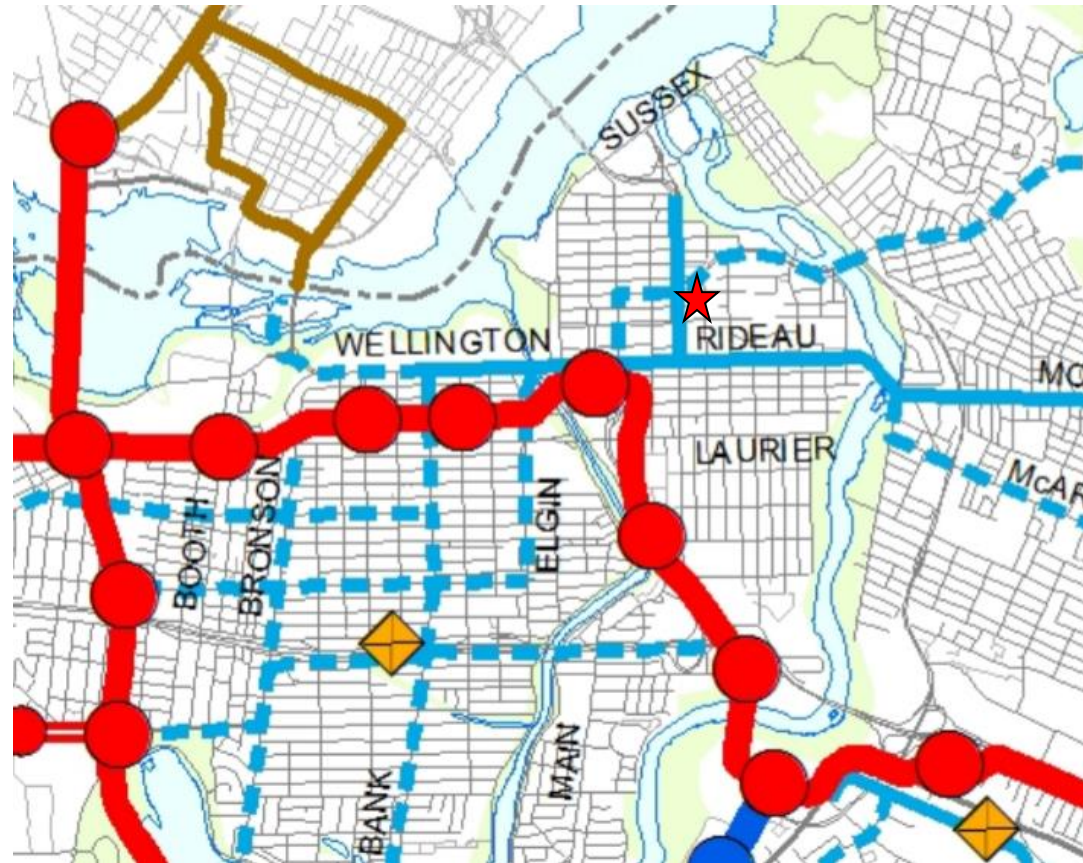 SUSSEX
WELLINGTON
RIDEAU
MO
LAURIER
McAR
BOOTH
BRONSON
ELGIN
MAIN
BANK